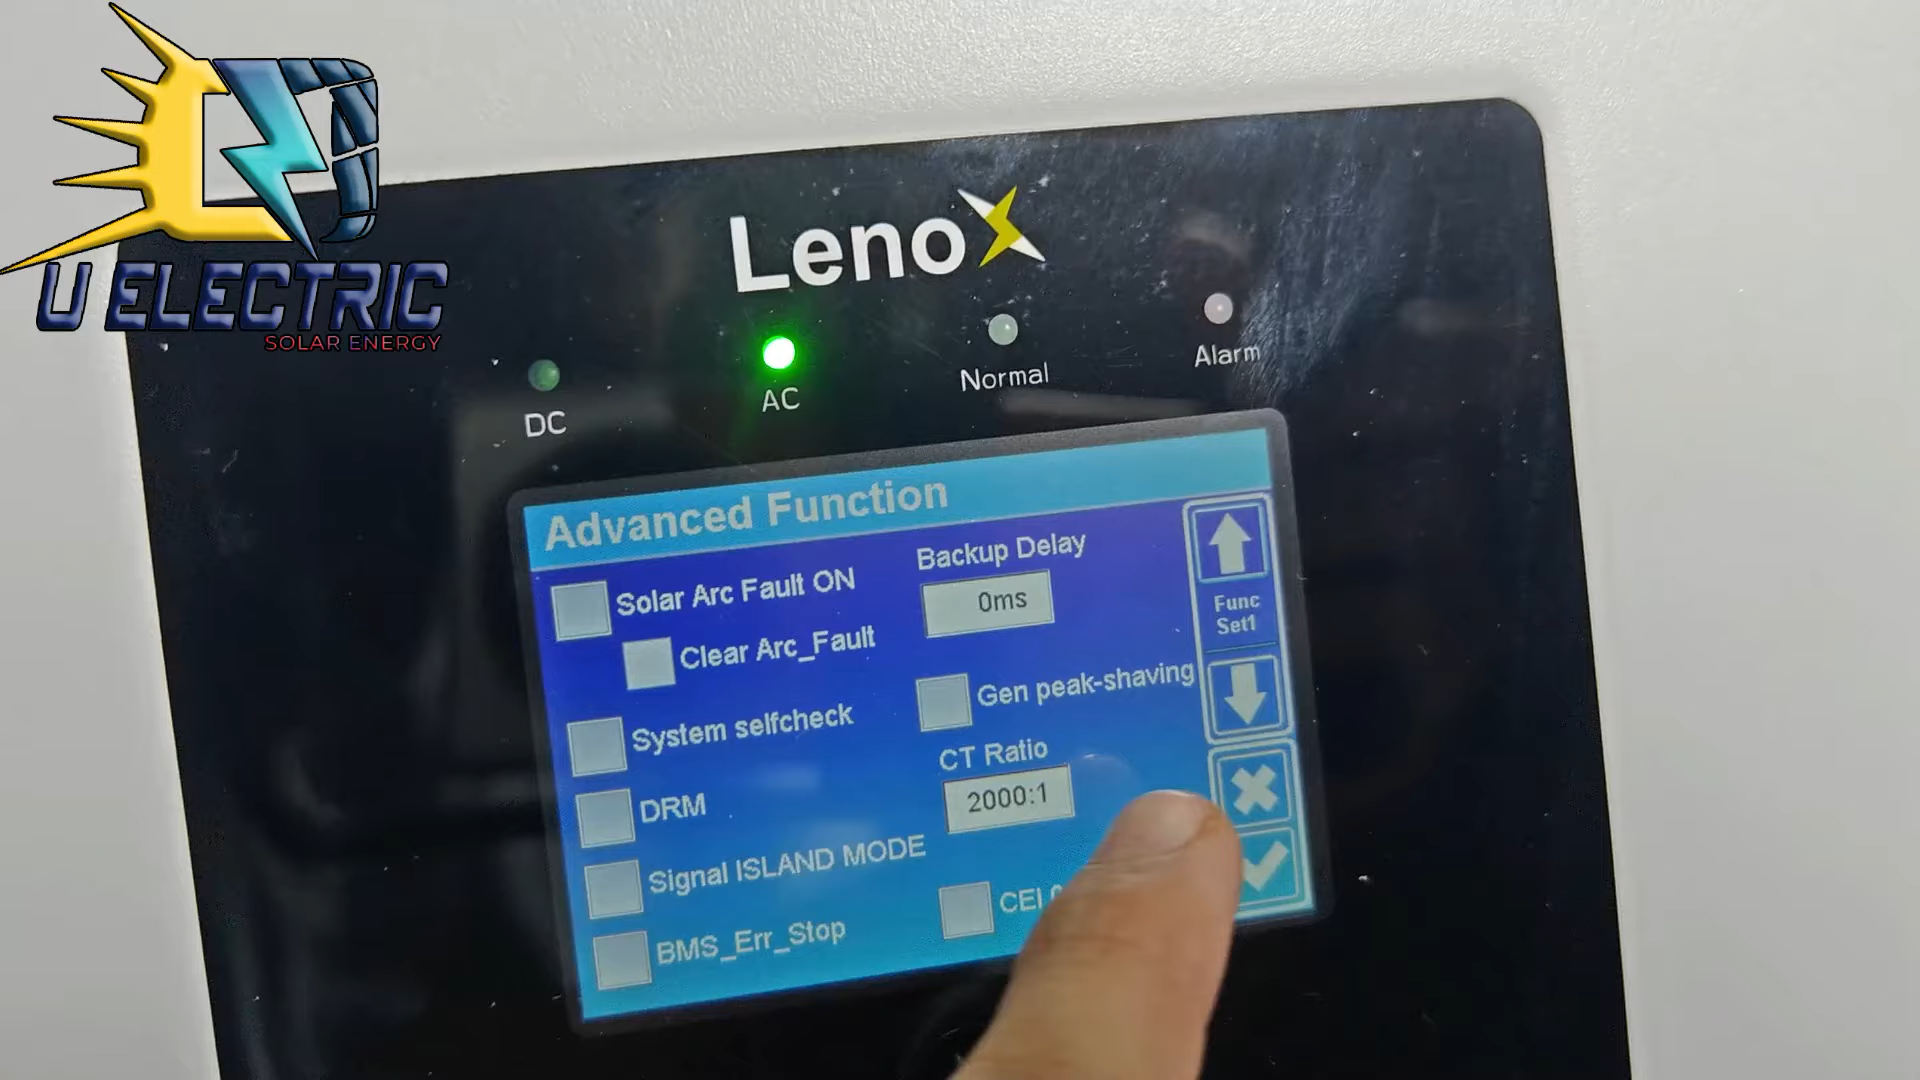 U ELECTRIC
SOLAR ENERGY
Leno
DC
AC
Normal
Alarm
Advanced Function
Solar Arc Fault ON
Clear Arc_Fault
System selfcheck
DRM
Signal ISLAND MODE
BMS_Err_Stop
Backup Delay
0ms
Gen peak-shaving
CT Ratio
2000:1
CEI
Func
Set1